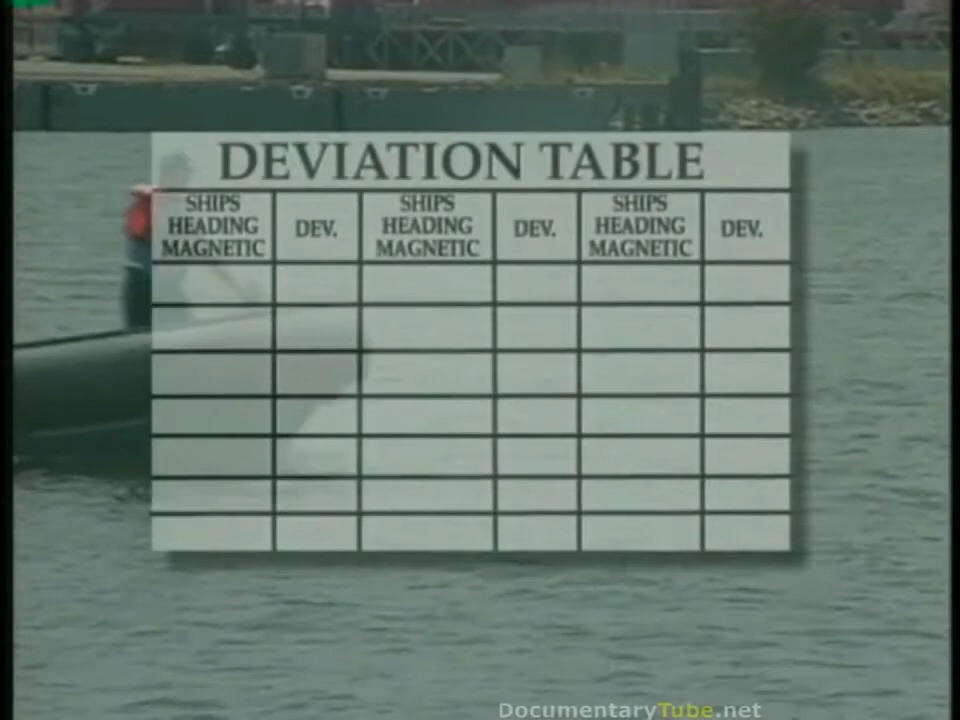 DEVIATION TABLE
SHIPS HEADING MAGNETIC DEV. SHIPS HEADING MAGNETIC DEV. SHIPS HEADING MAGNETIC DEV.
DocumentaryTube.net